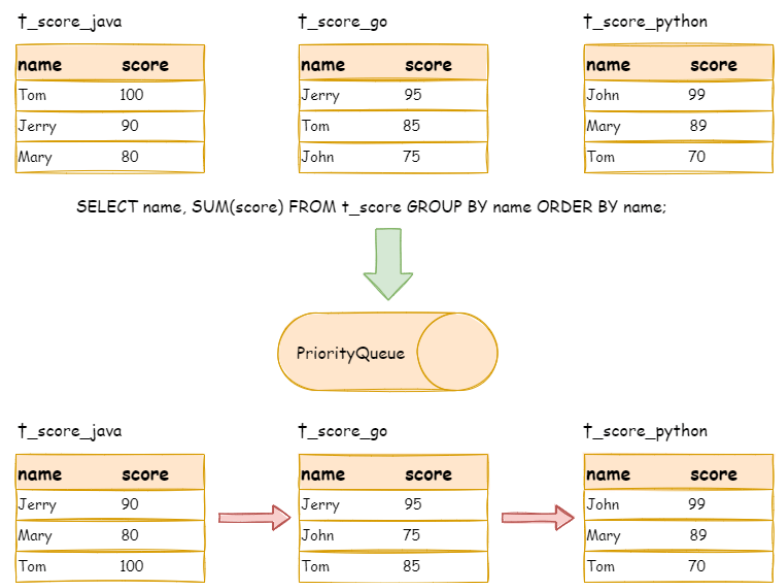 t_score_java t_score_go t_score_python
name score name score name score
Tom 100 Jerry 95 John 99
Jerry 90 Tom 85 Mary 89
Mary 80 John 75 Tom 70
SELECT name, SUM(score) FROM t_score GROUP BY name ORDER BY name;
PriorityQueue
t_score_java t_score_go t_score_python
name score name score name score
Jerry 90 Jerry 95 John 99
Mary 80 John 75 Mary 89
Tom 100 Tom 85 Tom 70